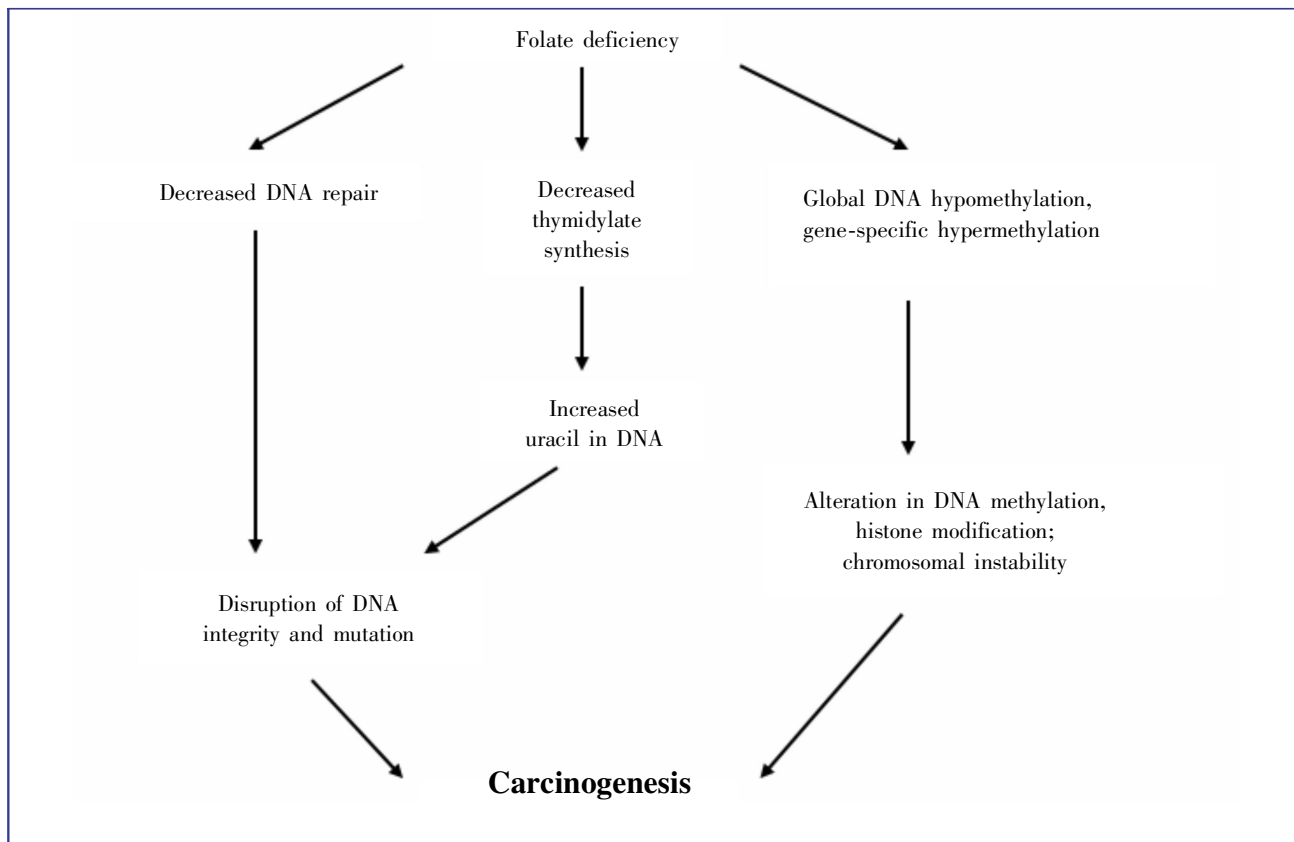 Folate deficiency
Decreased DNA repair
Decreased
thymidylate
synthesis
Global DNA hypomethylation,
gene-specific hypermethylation
Increased
uracil in DNA
Alteration in DNA methylation,
histone modification;
chromosomal instability
Disruption of DNA
integrity and mutation
Carcinogenesis